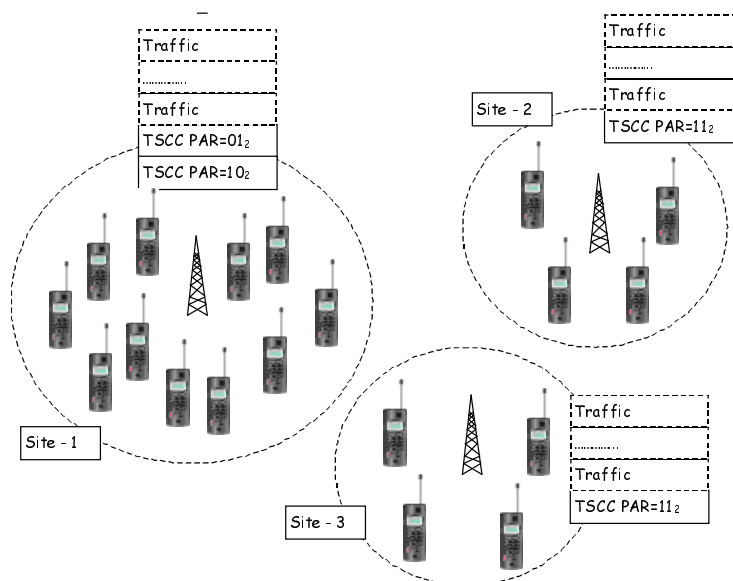 Traffic
..............
Traffic
TSCC PAR=01₂
TSCC PAR=10₂
Site - 1
Site - 2
Traffic
..............
Traffic
TSCC PAR=11₂
Site - 3
Traffic
..............
Traffic
TSCC PAR=11₂